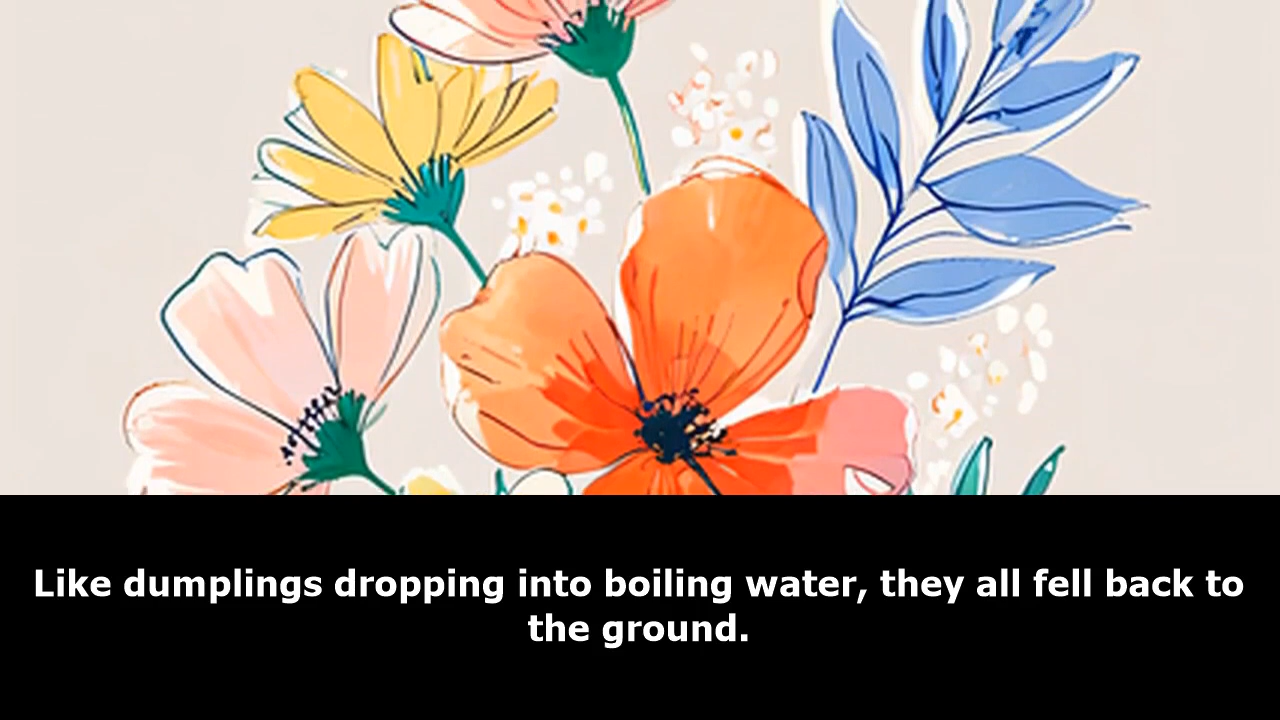 Like dumplings dropping into boiling water, they all fell back to
the ground.